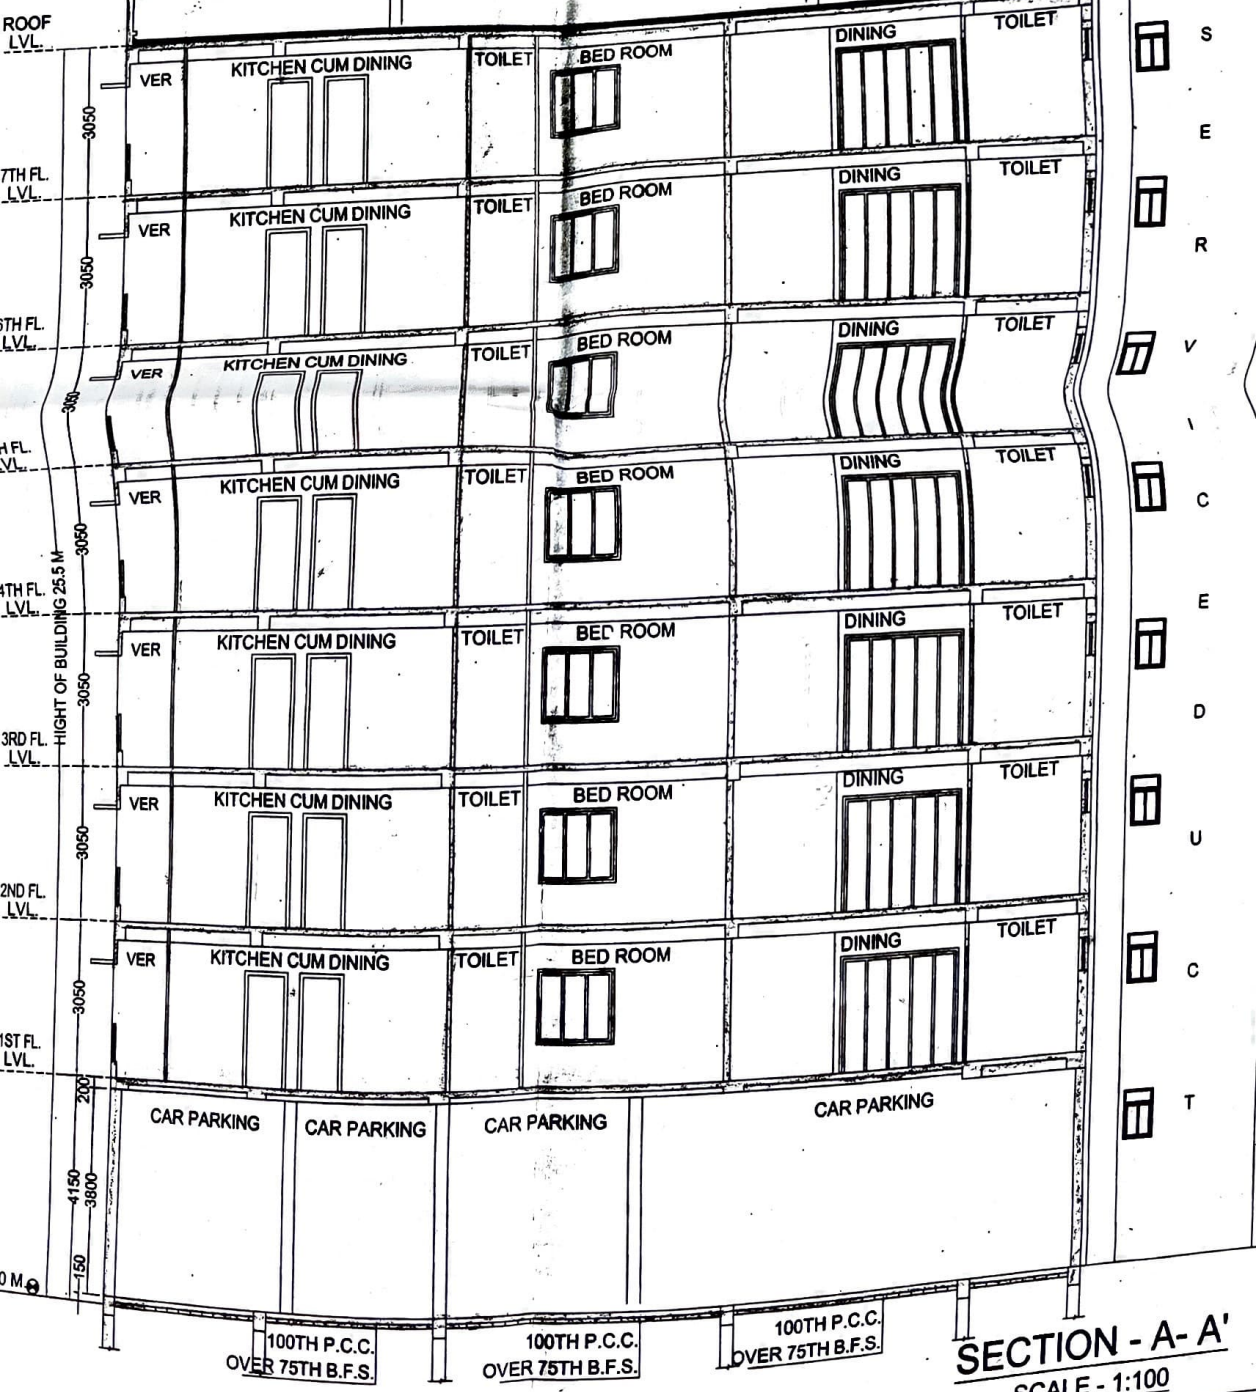 ROOF
LVL.
TOILET
DINING
BED ROOM
TOILET
KITCHEN CUM DINING
VER
3050
7TH FL.
LVL.
TOILET
DINING
BED ROOM
TOILET
KITCHEN CUM DINING
VER
3050
6TH FL.
LVL.
TOILET
DINING
BED ROOM
TOILET
KITCHEN CUM DINING
VER
3050
H FL.
LVL.
TOILET
DINING
BED ROOM
TOILET
KITCHEN CUM DINING
VER
3050
HIGHT OF BUILDING 25.5 M
4TH FL.
LVL.
TOILET
DINING
BED ROOM
TOILET
KITCHEN CUM DINING
VER
3050
3RD FL.
LVL.
TOILET
DINING
BED ROOM
TOILET
KITCHEN CUM DINING
VER
3050
2ND FL.
LVL.
TOILET
DINING
BED ROOM
TOILET
KITCHEN CUM DINING
VER
3050
1ST FL.
LVL.
200
CAR PARKING
CAR PARKING
CAR PARKING
CAR PARKING
4150
3800
150
0 M.
S
E
R
V
I
C
E
D
U
C
T
100TH P.C.C.
OVER 75TH B.F.S.
100TH P.C.C.
OVER 75TH B.F.S.
100TH P.C.C.
OVER 75TH B.F.S.
SECTION - A- A'
SCALE - 1:100